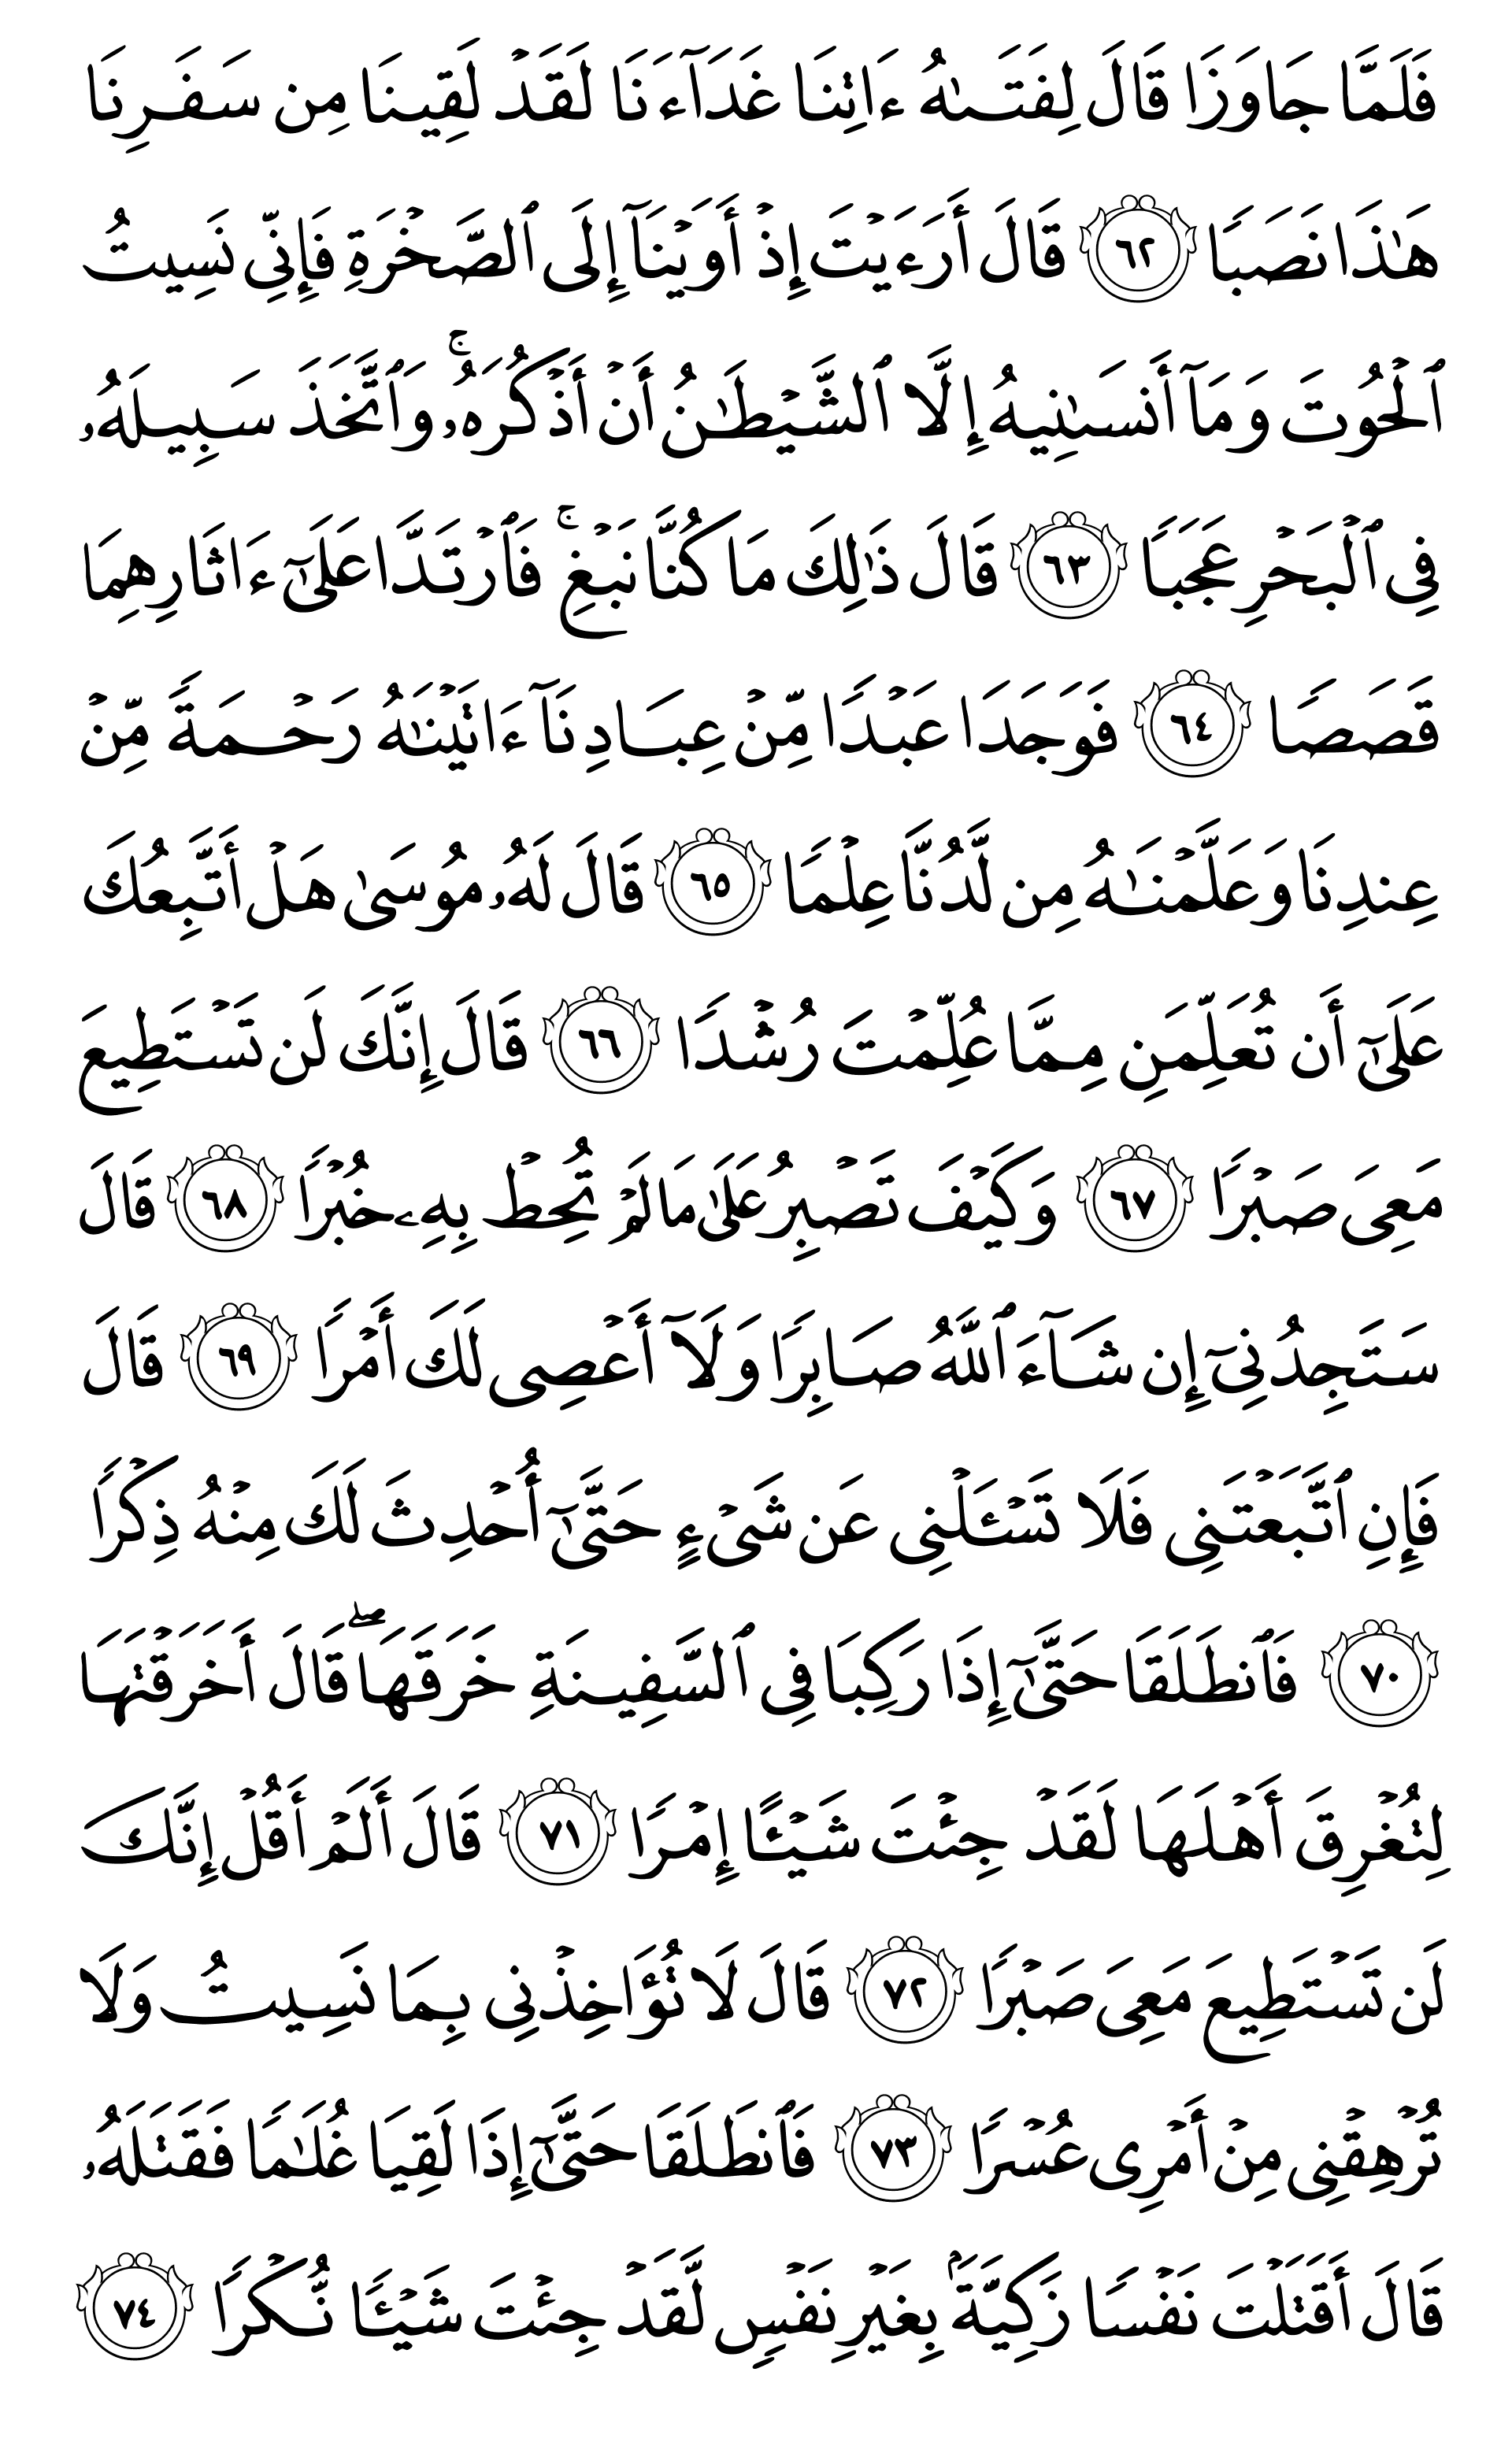 فَلَمَّا جَاوَزَا قَالَ لِفَتَىٰهُ ءَاتِنَا غَدَآءَنَا لَقَدۡ لَقِينَا مِن سَفَرِنَا
هَٰذَا نَصَبٗا ٦٢ قَالَ أَرَءَيۡتَ إِذۡ أَوَيۡنَآ إِلَى ٱلصَّخۡرَةِ فَإِنِّي نَسِيتُ
ٱلۡحُوتَ وَمَآ أَنسَىٰنِيهُ إِلَّا ٱلشَّيۡطَٰنُ أَنۡ أَذۡكُرَهُۥۚ وَٱتَّخَذَ سَبِيلَهُۥ
فِي ٱلۡبَحۡرِ عَجَبٗا ٦٣ قَالَ ذَٰلِكَ مَا كُنَّا نَبۡغِۚ فَٱرۡتَدَّا عَلَىٰٓ ءَاثَارِهِمَا
قَصَصٗا ٦٤ فَوَجَدَا عَبۡدٗا مِّنۡ عِبَادِنَآ ءَاتَيۡنَٰهُ رَحۡمَةٗ مِّنۡ
عِندِنَا وَعَلَّمۡنَٰهُ مِن لَّدُنَّا عِلۡمٗا ٦٥ قَالَ لَهُۥ مُوسَىٰ هَلۡ أَتَّبِعُكَ
عَلَىٰٓ أَن تُعَلِّمَنِ مِمَّا عُلِّمۡتَ رُشۡدٗا ٦٦ قَالَ إِنَّكَ لَن تَسۡتَطِيعَ
مَعِيَ صَبۡرٗا ٦٧ وَكَيۡفَ تَصۡبِرُ عَلَىٰ مَا لَمۡ تُحِطۡ بِهِۦ خُبۡرٗا ٦٨ قَالَ
سَتَجِدُنِيٓ إِن شَآءَ ٱللَّهُ صَابِرٗا وَلَآ أَعۡصِي لَكَ أَمۡرٗا ٦٩ قَالَ
فَإِنِ ٱتَّبَعۡتَنِي فَلَا تَسۡـَٔلۡنِي عَن شَيۡءٍ حَتَّىٰٓ أُحۡدِثَ لَكَ مِنۡهُ ذِكۡرٗا
٧٠ فَٱنطَلَقَا حَتَّىٰٓ إِذَا رَكِبَا فِي ٱلسَّفِينَةِ خَرَقَهَاۖ قَالَ أَخَرَقۡتَهَا
لِتُغۡرِقَ أَهۡلَهَا لَقَدۡ جِئۡتَ شَيۡـًٔا إِمۡرٗا ٧١ قَالَ أَلَمۡ أَقُلۡ إِنَّكَ
لَن تَسۡتَطِيعَ مَعِيَ صَبۡرٗا ٧٢ قَالَ لَا تُؤَاخِذۡنِي بِمَا نَسِيتُ وَلَا
تُرۡهِقۡنِي مِنۡ أَمۡرِي عُسۡرٗا ٧٣ فَٱنطَلَقَا حَتَّىٰٓ إِذَا لَقِيَا غُلَٰمٗا فَقَتَلَهُۥ
قَالَ أَقَتَلۡتَ نَفۡسٗا زَكِيَّةَۢ بِغَيۡرِ نَفۡسٖ لَّقَدۡ جِئۡتَ شَيۡـٔٗا نُّكۡرٗا ٧٤